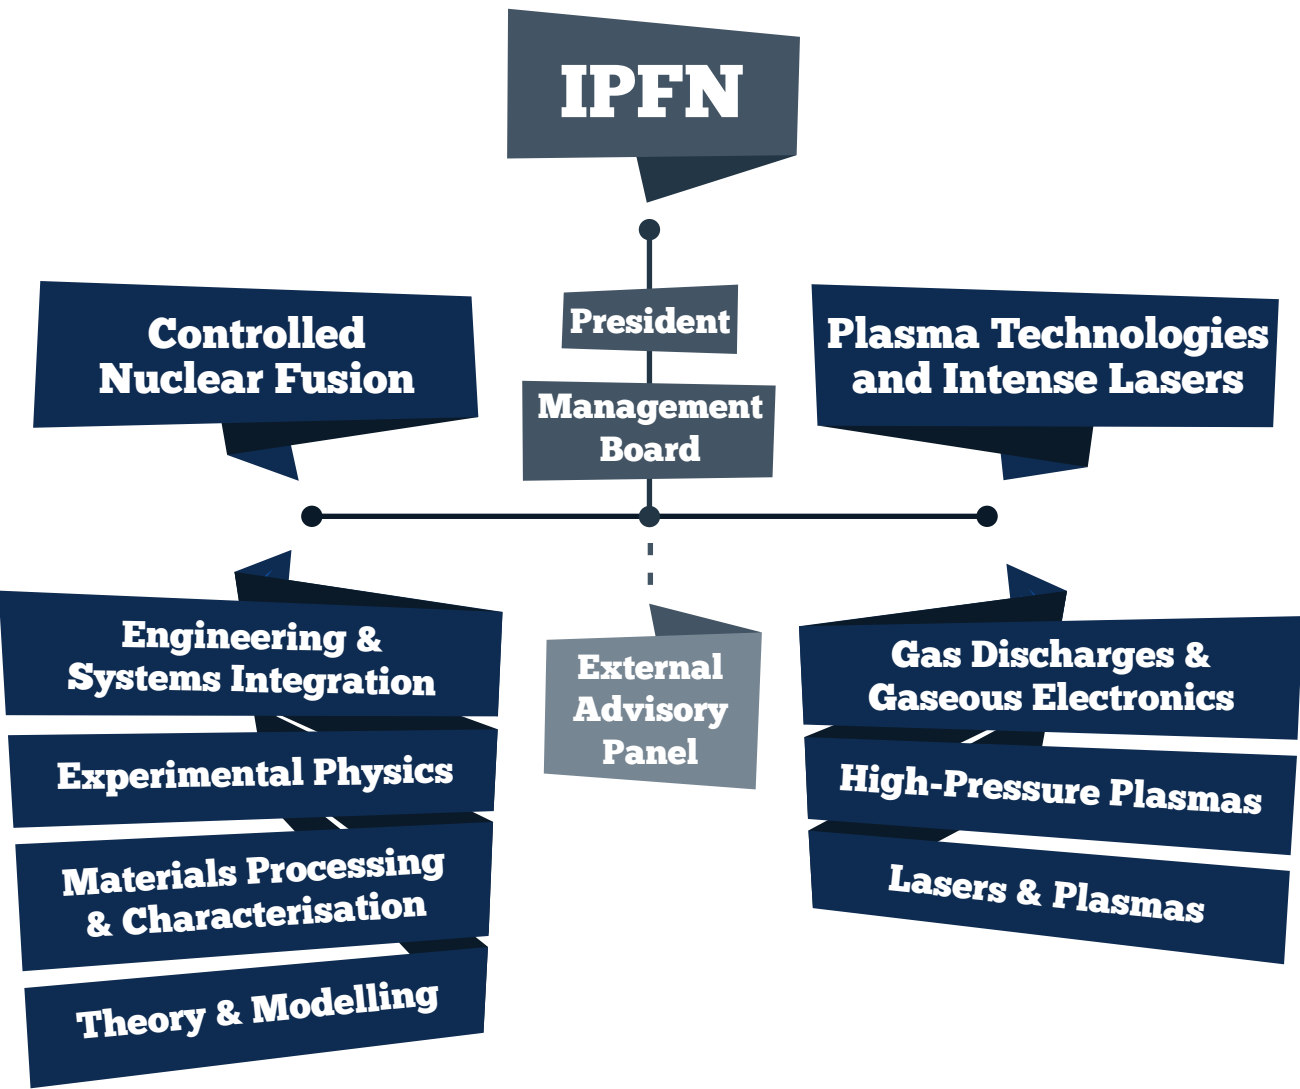 IPFN
President
Management
Board
Controlled
Nuclear Fusion
Plasma Technologies
and Intense Lasers
Engineering &
Systems Integration
Experimental Physics
Materials Processing
& Characterisation
Theory & Modelling
External
Advisory
Panel
Gas Discharges &
Gaseous Electronics
High-Pressure Plasmas
Lasers & Plasmas